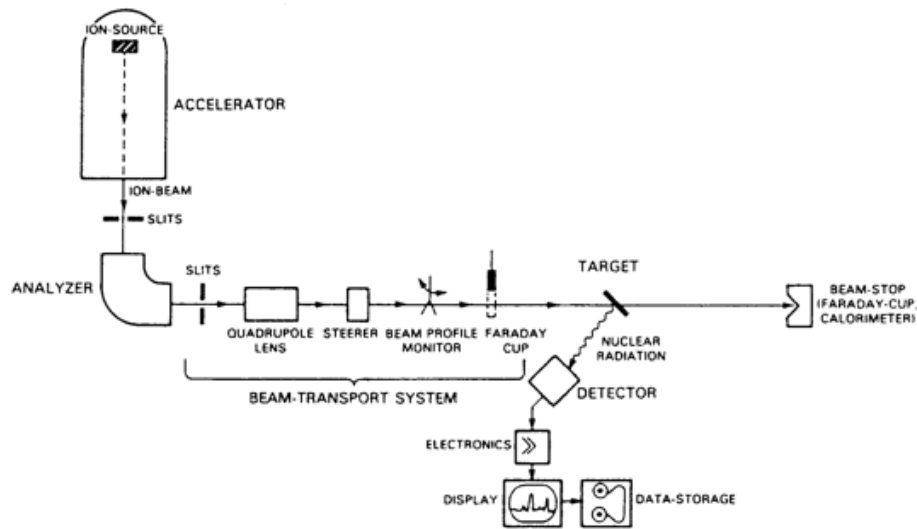 ION-SOURCE
ACCELERATOR
ION-BEAM
SLITS
ANALYZER
SLITS
QUADRUPOLE
LENS
STEERER
BEAM PROFILE
MONITOR
FARADAY
CUP
TARGET
BEAM-STOP
(FARADAY-CUP,
CALORIMETER)
NUCLEAR
RADIATION
BEAM-TRANSPORT SYSTEM
DETECTOR
ELECTRONICS
DISPLAY
DATA-STORAGE